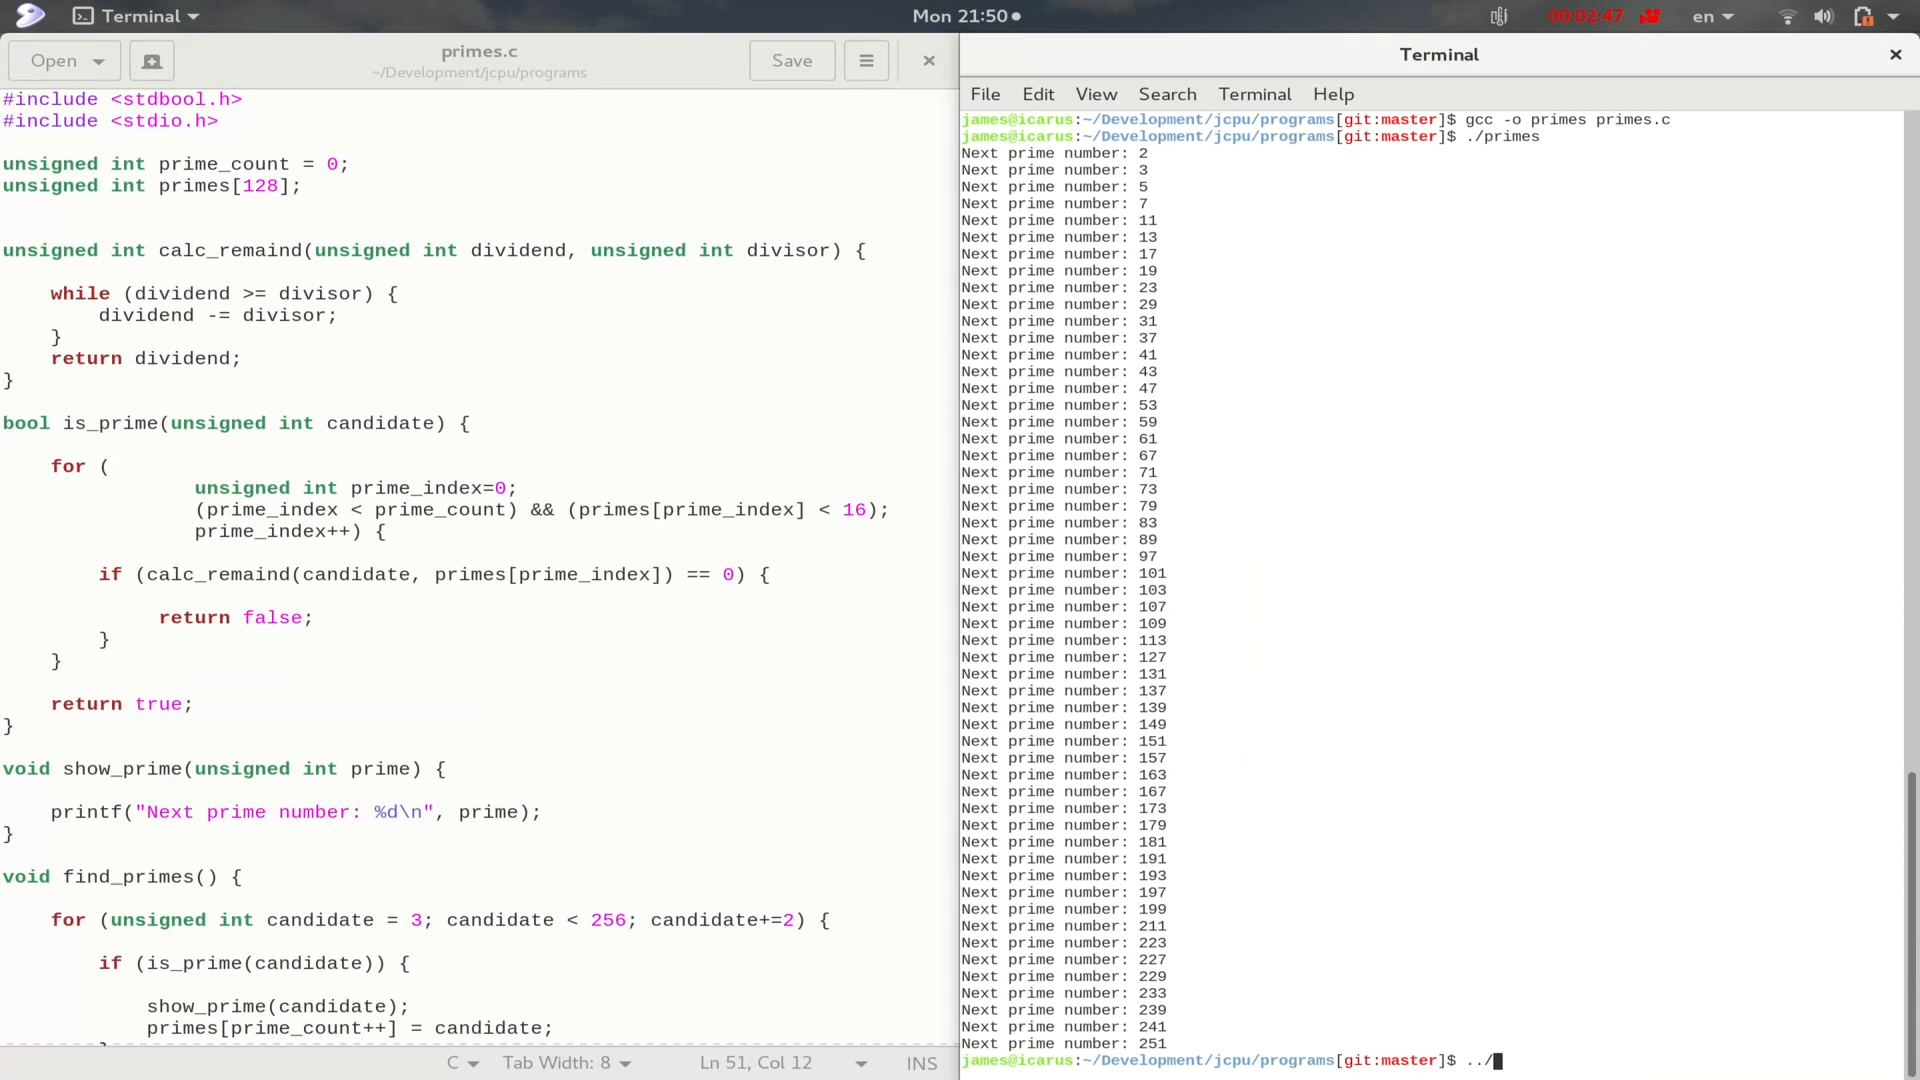 Terminal
Mon 21:50
00:02:47
en
Open
primes.c
~/Development/jcpu/programs
Save
#include <stdbool.h>
#include <stdio.h>
unsigned int prime_count = 0;
unsigned int primes[128];
unsigned int calc_remaind(unsigned int dividend, unsigned int divisor) {
while (dividend >= divisor) {
dividend -= divisor;
}
return dividend;
}
bool is_prime(unsigned int candidate) {
for (
unsigned int prime_index=0;
(prime_index < prime_count) && (primes[prime_index] < 16);
prime_index++) {
if (calc_remaind(candidate, primes[prime_index]) == 0) {
return false;
}
}
return true;
}
void show_prime(unsigned int prime) {
printf("Next prime number: %d\n", prime);
}
void find_primes() {
for (unsigned int candidate = 3; candidate < 256; candidate+=2) {
if (is_prime(candidate)) {
show_prime(candidate);
primes[prime_count++] = candidate;
C
Tab Width: 8
Ln 51, Col 12
INS
Terminal
File Edit View Search Terminal Help
james@icarus:~/Development/jcpu/programs[git:master]$ gcc -o primes primes.c
james@icarus:~/Development/jcpu/programs[git:master]$ ./primes
Next prime number: 2
Next prime number: 3
Next prime number: 5
Next prime number: 7
Next prime number: 11
Next prime number: 13
Next prime number: 17
Next prime number: 19
Next prime number: 23
Next prime number: 29
Next prime number: 31
Next prime number: 37
Next prime number: 41
Next prime number: 43
Next prime number: 47
Next prime number: 53
Next prime number: 59
Next prime number: 61
Next prime number: 67
Next prime number: 71
Next prime number: 73
Next prime number: 79
Next prime number: 83
Next prime number: 89
Next prime number: 97
Next prime number: 101
Next prime number: 103
Next prime number: 107
Next prime number: 109
Next prime number: 113
Next prime number: 127
Next prime number: 131
Next prime number: 137
Next prime number: 139
Next prime number: 149
Next prime number: 151
Next prime number: 157
Next prime number: 163
Next prime number: 167
Next prime number: 173
Next prime number: 179
Next prime number: 181
Next prime number: 191
Next prime number: 193
Next prime number: 197
Next prime number: 199
Next prime number: 211
Next prime number: 223
Next prime number: 227
Next prime number: 229
Next prime number: 233
Next prime number: 239
Next prime number: 241
Next prime number: 251
james@icarus:~/Development/jcpu/programs[git:master]$ ../